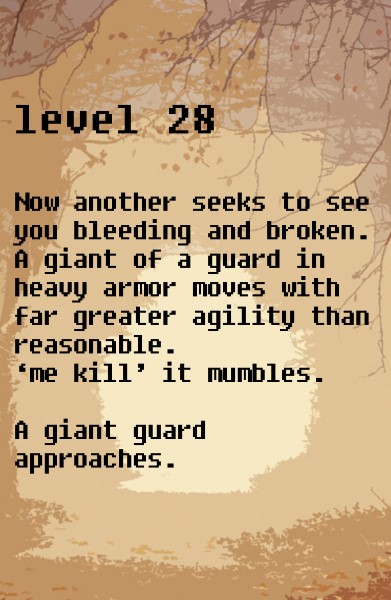 level 28
Now another seeks to see
you bleeding and broken.
A giant of a guard in
heavy armor moves with
far greater agility than
reasonable.
‘me kill’ it mumbles.
A giant guard
approaches.